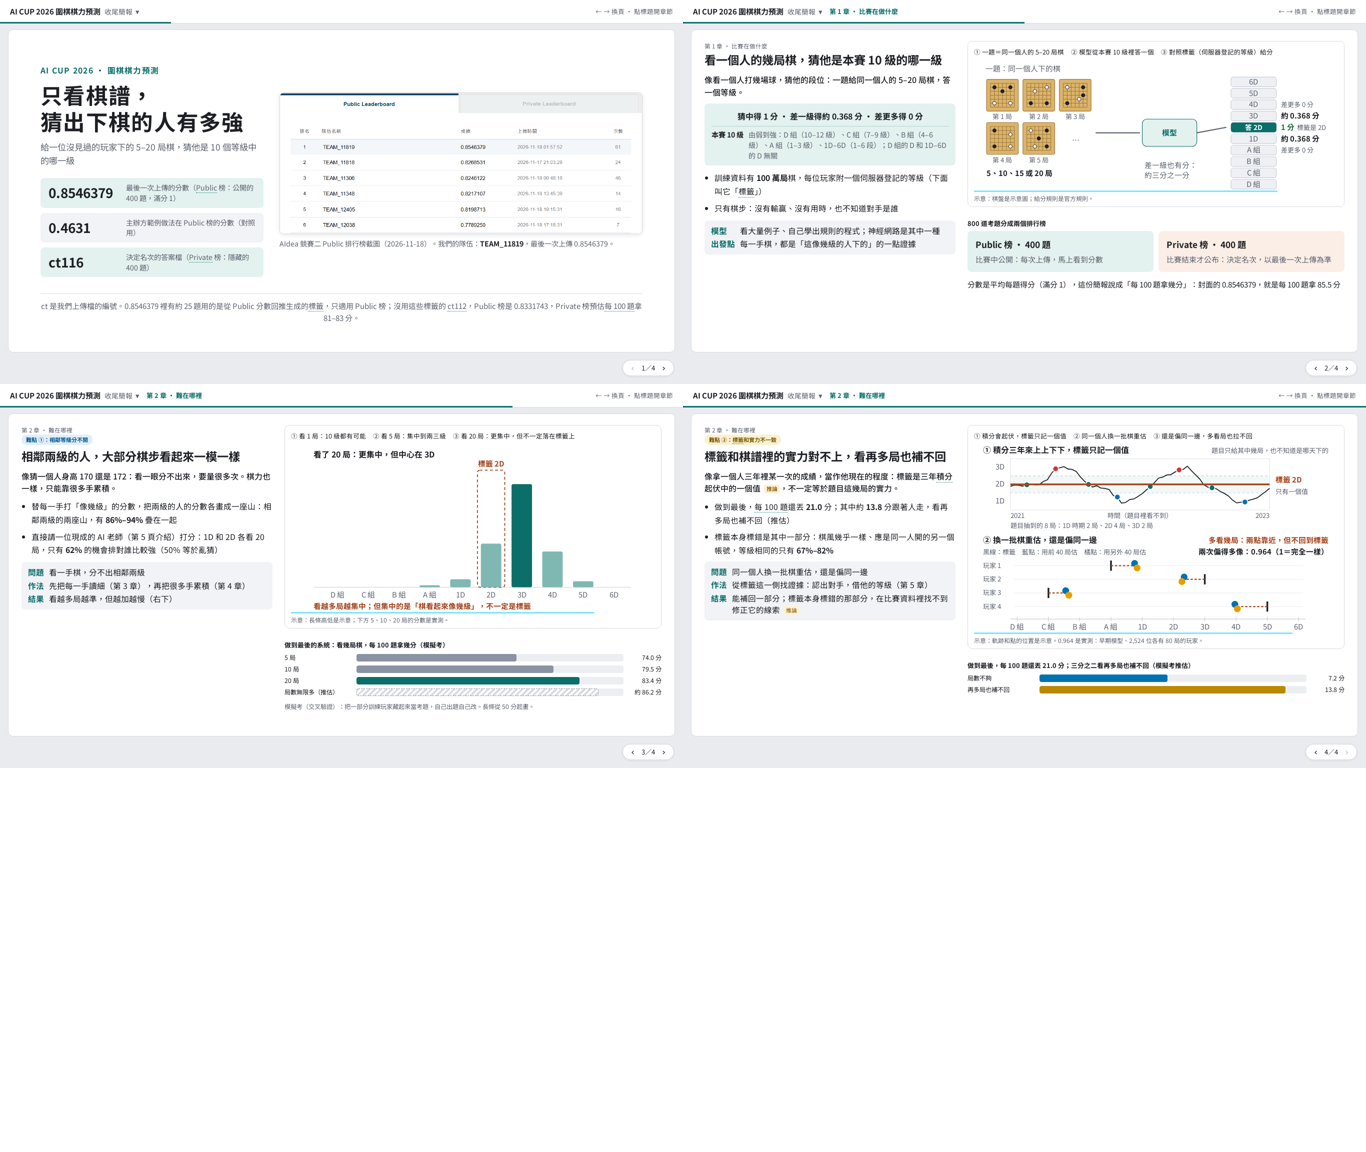 AI CUP 2026 圍棋棋力預測 收尾簡報 ▾
← → 換頁 · 點標題開章節
AI CUP 2026 · 圍棋棋力預測
只看棋譜，
猜出下棋的人有多強
給一位沒見過的玩家下的 5–20 局棋，猜他是 10 個等級中
的哪一級
0.8546379
最後一次上傳的分數（Public 榜：公開的
400 題，滿分 1）
0.4631
主辦方範例做法在 Public 榜的分數（對照
用）
ct116
決定名次的答案檔（Private 榜：隱藏的
400 題）
Public Leaderboard
Private Leaderboard
1 TEAM_11819 0.8546379
2 TEAM_11818 0.8268531
3 TEAM_11306 0.8246122
4 TEAM_11348 0.8217107
5 TEAM_12405 0.8198713
6 TEAM_12038 0.7789259
AIdea 競賽二 Public 排行榜截圖（2026-11-18）。我們的隊伍：TEAM_11819，最後一次上傳 0.8546379。
ct 是我們上傳檔的編號。0.8546379 裡有約 25 題用的是從 Public 分數回推生成的標籤，只適用 Public 榜；沒用這些標籤的 ct112，Public 榜是 0.8331743，Private 榜預估每 100 題拿
81–83 分。
‹ 1／4 ›
AI CUP 2026 圍棋棋力預測 收尾簡報 ▾ 第 1 章 · 比賽在做什麼
← → 換頁 · 點標題開章節
第 1 章 · 比賽在做什麼
看一個人的幾局棋，猜他是本賽 10 級的哪一級
像看一個人打幾場球，猜他的段位：一題給同一個人的 5–20 局棋，答
一個等級。
猜中得 1 分 · 差一級得約 0.368 分 · 差更多得 0 分
本賽 10 級 由弱到強：D 組（10–12 級）、C 組（7–9 級）、B 組（4–6
級）、A 組（1–3 級）、1D–6D（1–6 段）；D 組的 D 和 1D–6D
的 D 無關
• 訓練資料有 100 萬局棋，每位玩家附一個伺服器登記的等級（下面
叫它「標籤」）
• 只有棋步：沒有輸贏、沒有用時，也不知道對手是誰
模型 看大量例子、自己學出規則的程式；神經網路是其中一種
出發點 每一手棋，都是「這像幾級的人下的」的一點證據
① 一題＝同一個人的 5–20 局棋 ② 模型從本賽 10 級裡答一個 ③ 對照標籤（伺服器登記的等級）給分
一題：同一個人下的棋
第 1 局 第 2 局 第 3 局
第 4 局 第 5 局 …
5、10、15 或 20 局
模型
差一級也有分：
約三分之一分
6D
5D
4D 差更多 0 分
3D 約 0.368 分
答 2D 1 分 標籤是 2D
1D 約 0.368 分
A 組 差更多 0 分
B 組
C 組
D 組
示意：棋盤是示意圖；給分規則是官方規則。
800 道考題分成兩個排行榜
Public 榜 · 400 題
比賽中公開：每次上傳，馬上看到分數
Private 榜 · 400 題
比賽結束才公布：決定名次，以最後一次上傳為準
分數是平均每題得分（滿分 1），這份簡報說成「每 100 題拿幾分」：封面的 0.8546379，就是每 100 題拿 85.5 分
‹ 2／4 ›
AI CUP 2026 圍棋棋力預測 收尾簡報 ▾ 第 2 章 · 難在哪裡
← → 換頁 · 點標題開章節
第 2 章 · 難在哪裡
難點 ①：相鄰等級分不開
相鄰兩級的人，大部分棋步看起來一模一樣
像猜一個人身高 170 還是 172：看一眼分不出來，要量很多次。棋力也
一樣，只能靠很多手累積。
• 替每一手打「像幾級」的分數，把兩級的人的分數各畫成一座山：相
鄰兩級的兩座山，有 86%–94% 疊在一起
• 直接請一位現成的 AI 老師（第 5 頁介紹）打分：1D 和 2D 各看 20
局，只有 62% 的機會排對誰比較強（50% 等於亂猜）
問題 看一手棋，分不出相鄰兩級
作法 先把每一手讀細（第 3 章），再把很多手累積（第 4 章）
結果 看越多局越準，但越加越慢（右下）
① 看 1 局：10 級都有可能 ② 看 5 局：集中到兩三級 ③ 看 20 局：更集中，但不一定落在標籤上
看了 20 局：更集中，但中心在 3D
標籤 2D
D 組 C 組 B 組 A 組 1D 2D 3D 4D 5D 6D
看越多局越集中；但集中的是「棋看起來像幾級」，不一定是標籤
示意：長條高低是示意；下方 5、10、20 局的分數是實測。
做到最後的系統：看幾局棋，每 100 題拿幾分（模擬考）
5 局 74.0 分
10 局 79.5 分
20 局 83.4 分
局數無限多（推估） 約 86.2 分
模擬考（交叉驗證）：把一部分訓練玩家藏起來當考題，自己出題自己改。長條從 50 分起畫。
‹ 3／4 ›
AI CUP 2026 圍棋棋力預測 收尾簡報 ▾ 第 2 章 · 難在哪裡
← → 換頁 · 點標題開章節
第 2 章 · 難在哪裡
難點 ②：標籤和實力不一致
標籤和棋譜裡的實力對不上，看再多局也補不回
像拿一個人三年裡某一次的成績，當作他現在的程度：標籤是三年積分
起伏中的一個值 推論 ，不一定等於題目這幾局的實力。
• 做到最後，每 100 題還丟 21.0 分；其中約 13.8 分跟著人走，看再
多局也補不回（推估）
• 標籤本身標錯是其中一部分：棋風幾乎一樣、應是同一人開的另一個
帳號，等級相同的只有 67%–82%
問題 同一個人換一批棋重估，還是偏同一邊
作法 從標籤這一側找證據：認出對手，借他的等級（第 5 章）
結果 能補回一部分；標籤本身標錯的那部分，在比賽資料裡找不到
修正它的線索 推論
① 積分會起伏，標籤只記一個值 ② 同一個人換一批棋重估 ③ 還是偏同一邊，多看局也拉不回
① 積分三年來上上下下，標籤只記一個值
題目只給其中幾局，也不知道是哪天下的
3D
2D
1D
標籤 2D
只有一個值
2021 時間（題目裡看不到） 2023
題目抽到的 8 局：1D 時期 2 局、2D 4 局、3D 2 局
② 換一批棋重估，還是偏同一邊
多看幾局：兩點靠近，但不回到標籤
黑線：標籤 藍點：用前 40 局估 橘點：用另外 40 局估
兩次偏得多像：0.964（1＝完全一樣）
玩家 1
玩家 2
玩家 3
玩家 4
D 組 C 組 B 組 A 組 1D 2D 3D 4D 5D 6D
示意：軌跡和點的位置是示意。0.964 是實測：早期模型、2,524 位各有 80 局的玩家。
做到最後，每 100 題還丟 21.0 分；三分之二看再多局也補不回（模擬考推估）
局數不夠 7.2 分
再多局也補不回 13.8 分
‹ 4／4 ›